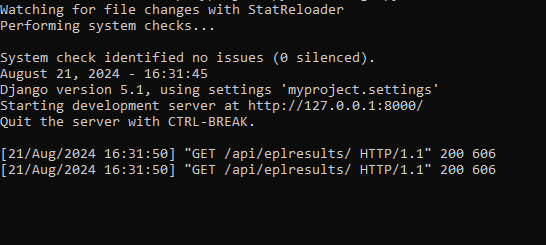 Watching for file changes with StatReloader
Performing system checks...
System check identified no issues (0 silenced).
August 21, 2024 - 16:31:45
Django version 5.1, using settings 'myproject.settings'
Starting development server at http://127.0.0.1:8000/
Quit the server with CTRL-BREAK.
[21/Aug/2024 16:31:50] "GET /api/eplresults/ HTTP/1.1" 200 606
[21/Aug/2024 16:31:50] "GET /api/eplresults/ HTTP/1.1" 200 606